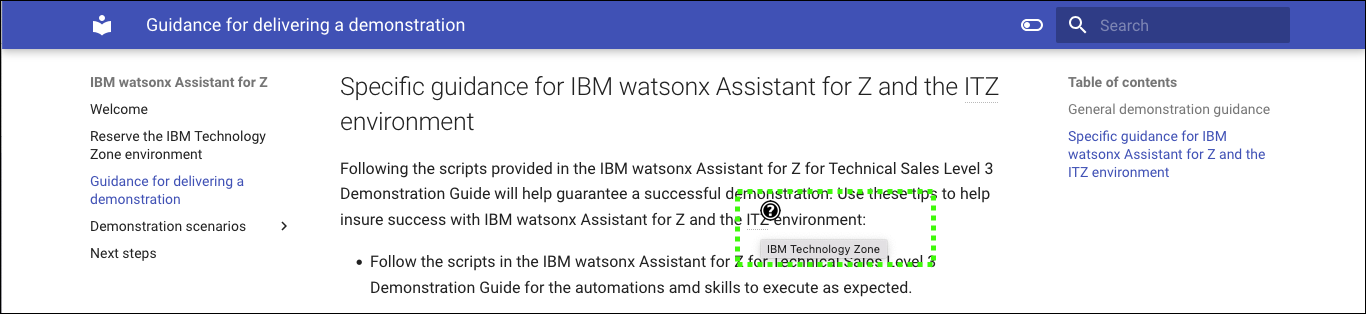 Guidance for delivering a demonstration
Search
IBM watsonx Assistant for Z
Welcome
Reserve the IBM Technology
Zone environment
Guidance for delivering a
demonstration
Demonstration scenarios
Next steps
Specific guidance for IBM watsonx Assistant for Z and the ITZ
environment
Following the scripts provided in the IBM watsonx Assistant for Z for Technical Sales Level 3
Demonstration Guide will help guarantee a successful demonstration. Use these tips to help
insure success with IBM watsonx Assistant for Z and the ITZ environment:
?
IBM Technology Zone
• Follow the scripts in the IBM watsonx Assistant for Z for Technical Sales Level 3
Demonstration Guide for the automations amd skills to execute as expected.
Table of contents
General demonstration guidance
Specific guidance for IBM
watsonx Assistant for Z and the
ITZ environment